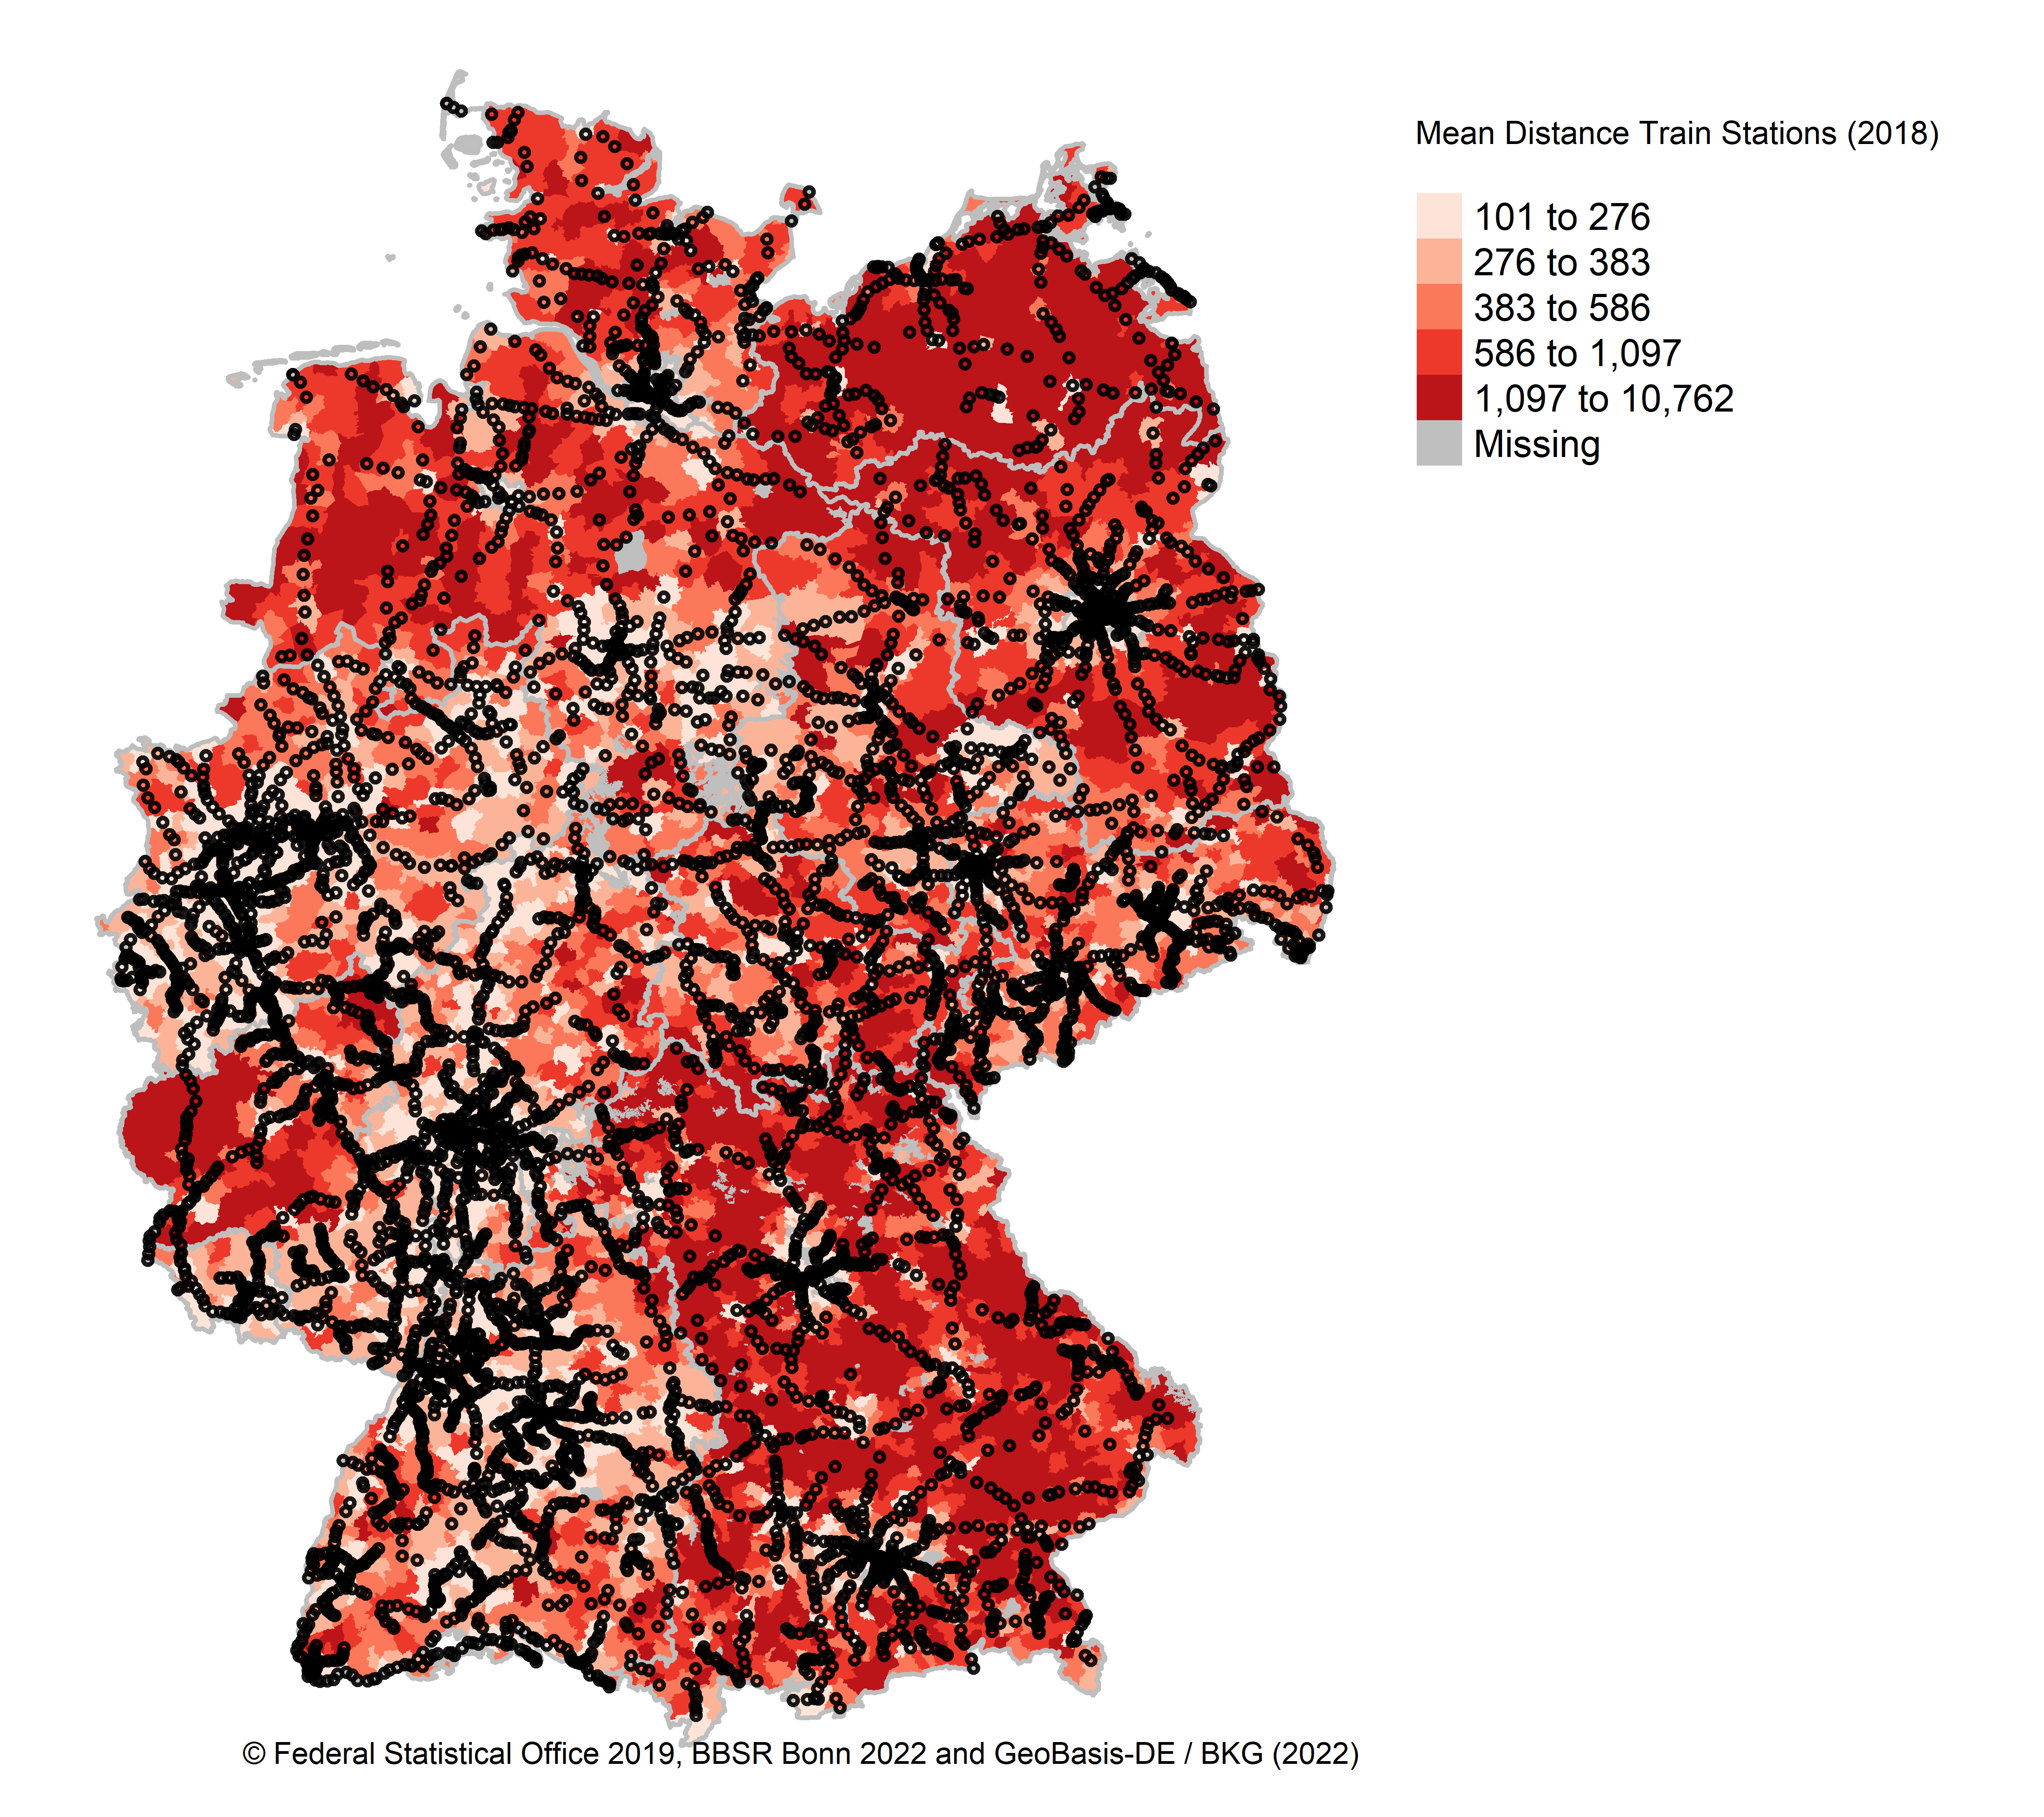 Mean Distance Train Stations (2018)
101 to 276
276 to 383
383 to 586
586 to 1,097
1,097 to 10,762
Missing
© Federal Statistical Office 2019, BBSR Bonn 2022 and GeoBasis-DE / BKG (2022)